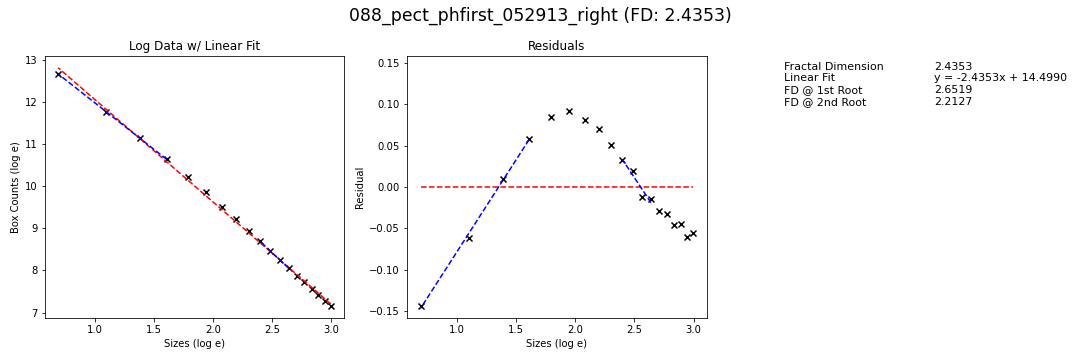 088_pect_phfirst_052913_right (FD: 2.4353)
Log Data w/ Linear Fit
Box Counts (log e)
13
12
11
10
9
8
7
1.0 1.5 2.0 2.5 3.0
Sizes (log e)
Residuals
Residual
0.15
0.10
0.05
0.00
−0.05
−0.10
−0.15
1.0 1.5 2.0 2.5 3.0
Sizes (log e)
Fractal Dimension 2.4353
Linear Fit y = -2.4353x + 14.4990
FD @ 1st Root 2.6519
FD @ 2nd Root 2.2127